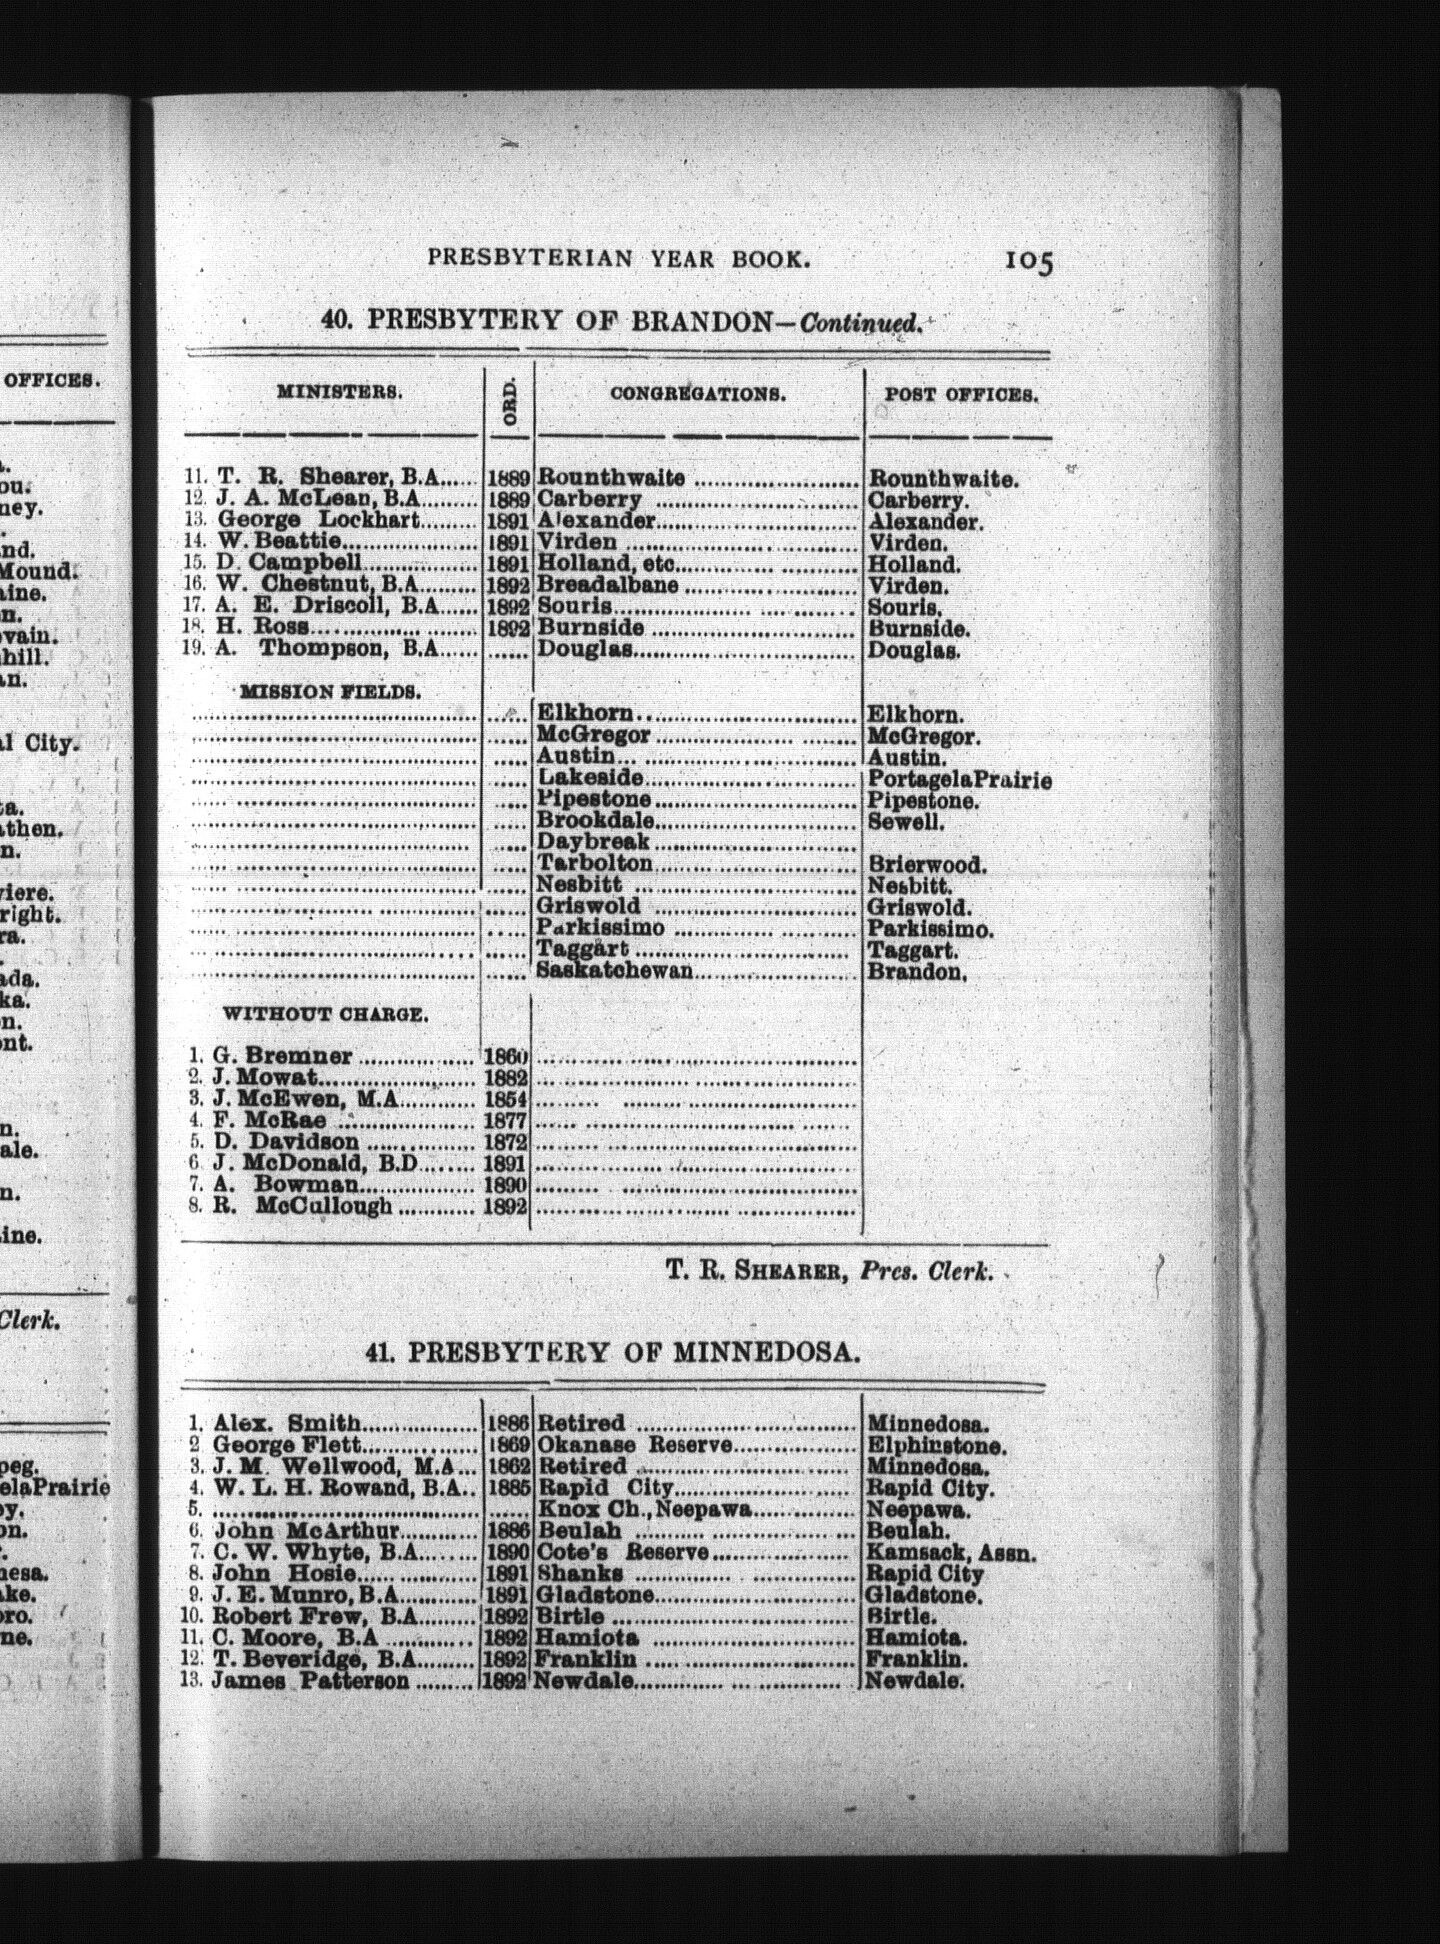 PRESBYTERIAN YEAR BOOK. 105
40. PRESBYTERY OF BRANDON—Continued.
MINISTERS. ORD. CONGREGATIONS. POST OFFICES.
11. T. R. Shearer, B.A...... 1889 Rounthwaite ........................ Rounthwaite.
12. J. A. McLean, B.A........ 1889 Carberry ............................. Carberry.
13. George Lockhart......... 1891 Alexander............................. Alexander.
14. W. Beattie..................... 1891 Virden ................................. Virden.
15. D. Campbell................. 1891 Holland, etc.......................... Holland.
16. W. Chestnut, B.A......... 1892 Breadalbane ......................... Virden.
17. A. E. Driscoll, B.A...... 1892 Souris................................... Souris.
18. H. Ross......................... 1892 Burnside .............................. Burnside.
19. A. Thompson, B.A...... ...... Douglas................................. Douglas.
MISSION FIELDS.
............................................ ...... Elkhorn................................. Elkhorn.
............................................ ...... McGregor ............................. McGregor.
............................................ ...... Austin................................... Austin.
............................................ ...... Lakeside............................... PortagelaPrairie
............................................ ...... Pipestone............................. Pipestone.
............................................ ...... Brookdale............................. Sewell.
............................................ ...... Daybreak .............................
............................................ ...... Tarbolton............................. Brierwood.
............................................ ...... Nesbitt ................................ Nesbitt.
............................................ ...... Griswold .............................. Griswold.
............................................ ...... Parkissimo ........................... Parkissimo.
............................................ ...... Taggart ................................ Taggart.
............................................ ...... Saskatchewan....................... Brandon.
WITHOUT CHARGE.
1. G. Bremner .................. 1860 ..................................................
2. J. Mowat........................ 1882 ..................................................
3. J. McEwen, M.A............ 1854 ..................................................
4. F. McRae ...................... 1877 ..................................................
5. D. Davidson ................. 1872 ..................................................
6. J. McDonald, B.D........ 1891 ..................................................
7. A. Bowman.................. 1890 ..................................................
8. R. McCullough ............ 1892 ..................................................
T. R. SHEARER, Pres. Clerk.
41. PRESBYTERY OF MINNEDOSA.
1. Alex. Smith.................. 1886 Retired .................................. Minnedosa.
2 George Flett.................. 1869 Okanase Reserve................... Elphinstone.
3. J. M. Wellwood, M.A... 1862 Retired .................................. Minnedosa.
4. W. L. H. Rowand, B.A.. 1885 Rapid City............................. Rapid City.
5. ........................................ ...... Knox Ch., Neepawa................ Neepawa.
6. John McArthur............ 1886 Beulah .................................. Beulah.
7. C. W. Whyte, B.A........ 1890 Cote's Reserve..................... Kamsack, Assn.
8. John Hosie................... 1891 Shanks .................................. Rapid City
9. J. E. Munro, B.A............ 1891 Gladstone............................... Gladstone.
10. Robert Frew, B.A......... 1892 Birtle .................................... Birtle.
11. C. Moore, B.A ............. 1892 Hamiota ................................ Hamiota.
12. T. Beveridge, B.A......... 1892 Franklin ................................ Franklin.
13. James Patterson ......... 1892 Newdale................................. Newdale.
OFFICES.
Mound.
al City.
Clerk.
elaPrairie